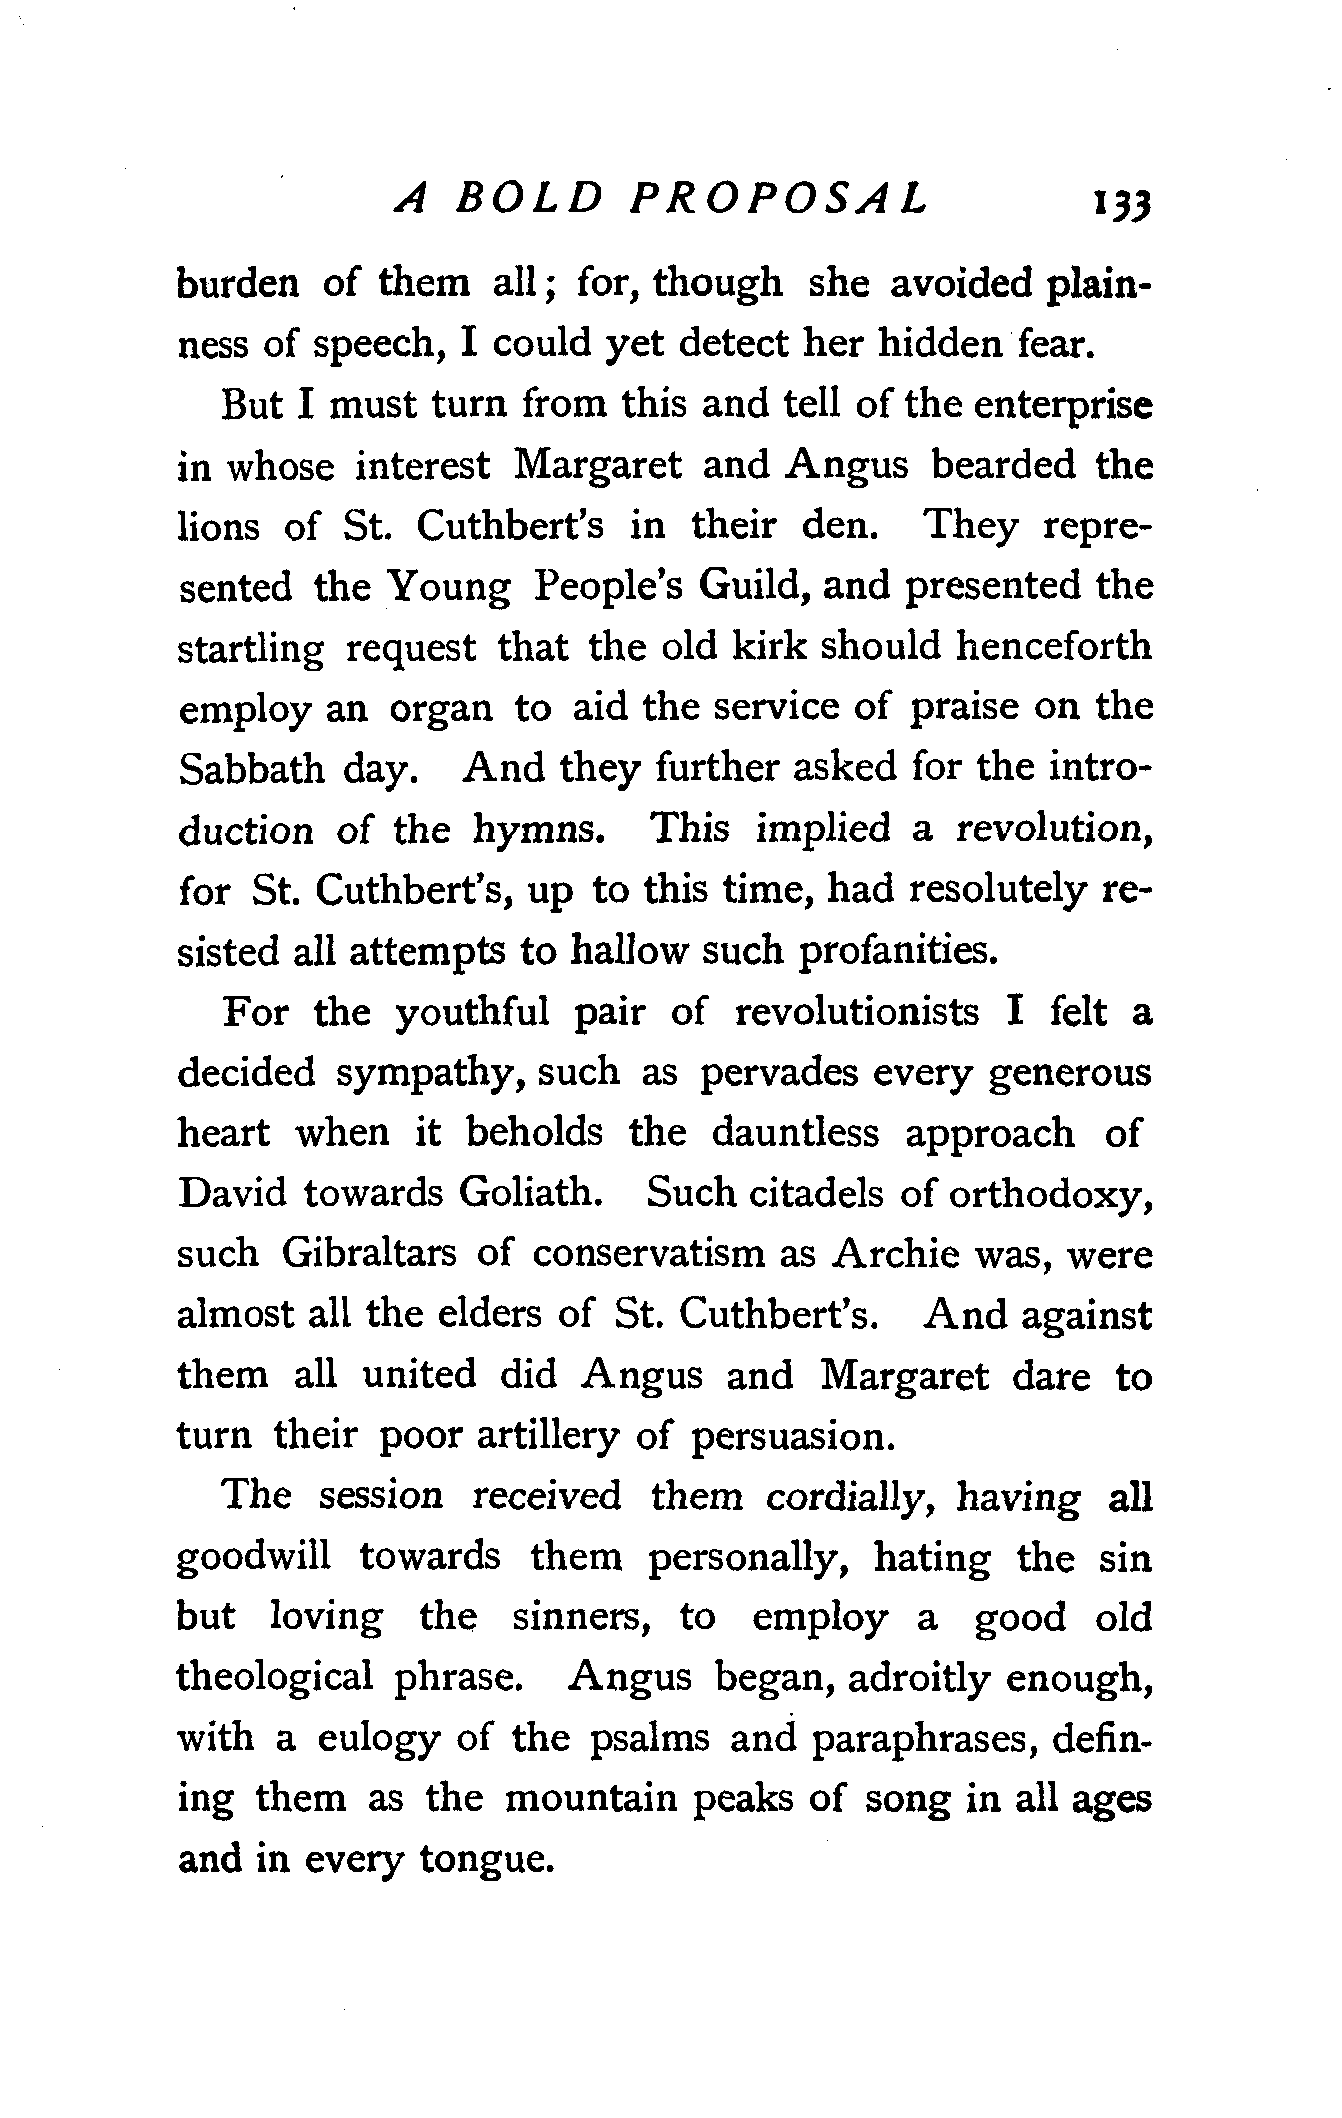 A BOLD PROPOSAL 133
burden of them all; for, though she avoided plain-
ness of speech, I could yet detect her hidden fear.
But I must turn from this and tell of the enterprise
in whose interest Margaret and Angus bearded the
lions of St. Cuthbert's in their den. They repre-
sented the Young People's Guild, and presented the
startling request that the old kirk should henceforth
employ an organ to aid the service of praise on the
Sabbath day. And they further asked for the intro-
duction of the hymns. This implied a revolution,
for St. Cuthbert's, up to this time, had resolutely re-
sisted all attempts to hallow such profanities.
For the youthful pair of revolutionists I felt a
decided sympathy, such as pervades every generous
heart when it beholds the dauntless approach of
David towards Goliath. Such citadels of orthodoxy,
such Gibraltars of conservatism as Archie was, were
almost all the elders of St. Cuthbert's. And against
them all united did Angus and Margaret dare to
turn their poor artillery of persuasion.
The session received them cordially, having all
goodwill towards them personally, hating the sin
but loving the sinners, to employ a good old
theological phrase. Angus began, adroitly enough,
with a eulogy of the psalms and paraphrases, defin-
ing them as the mountain peaks of song in all ages
and in every tongue.